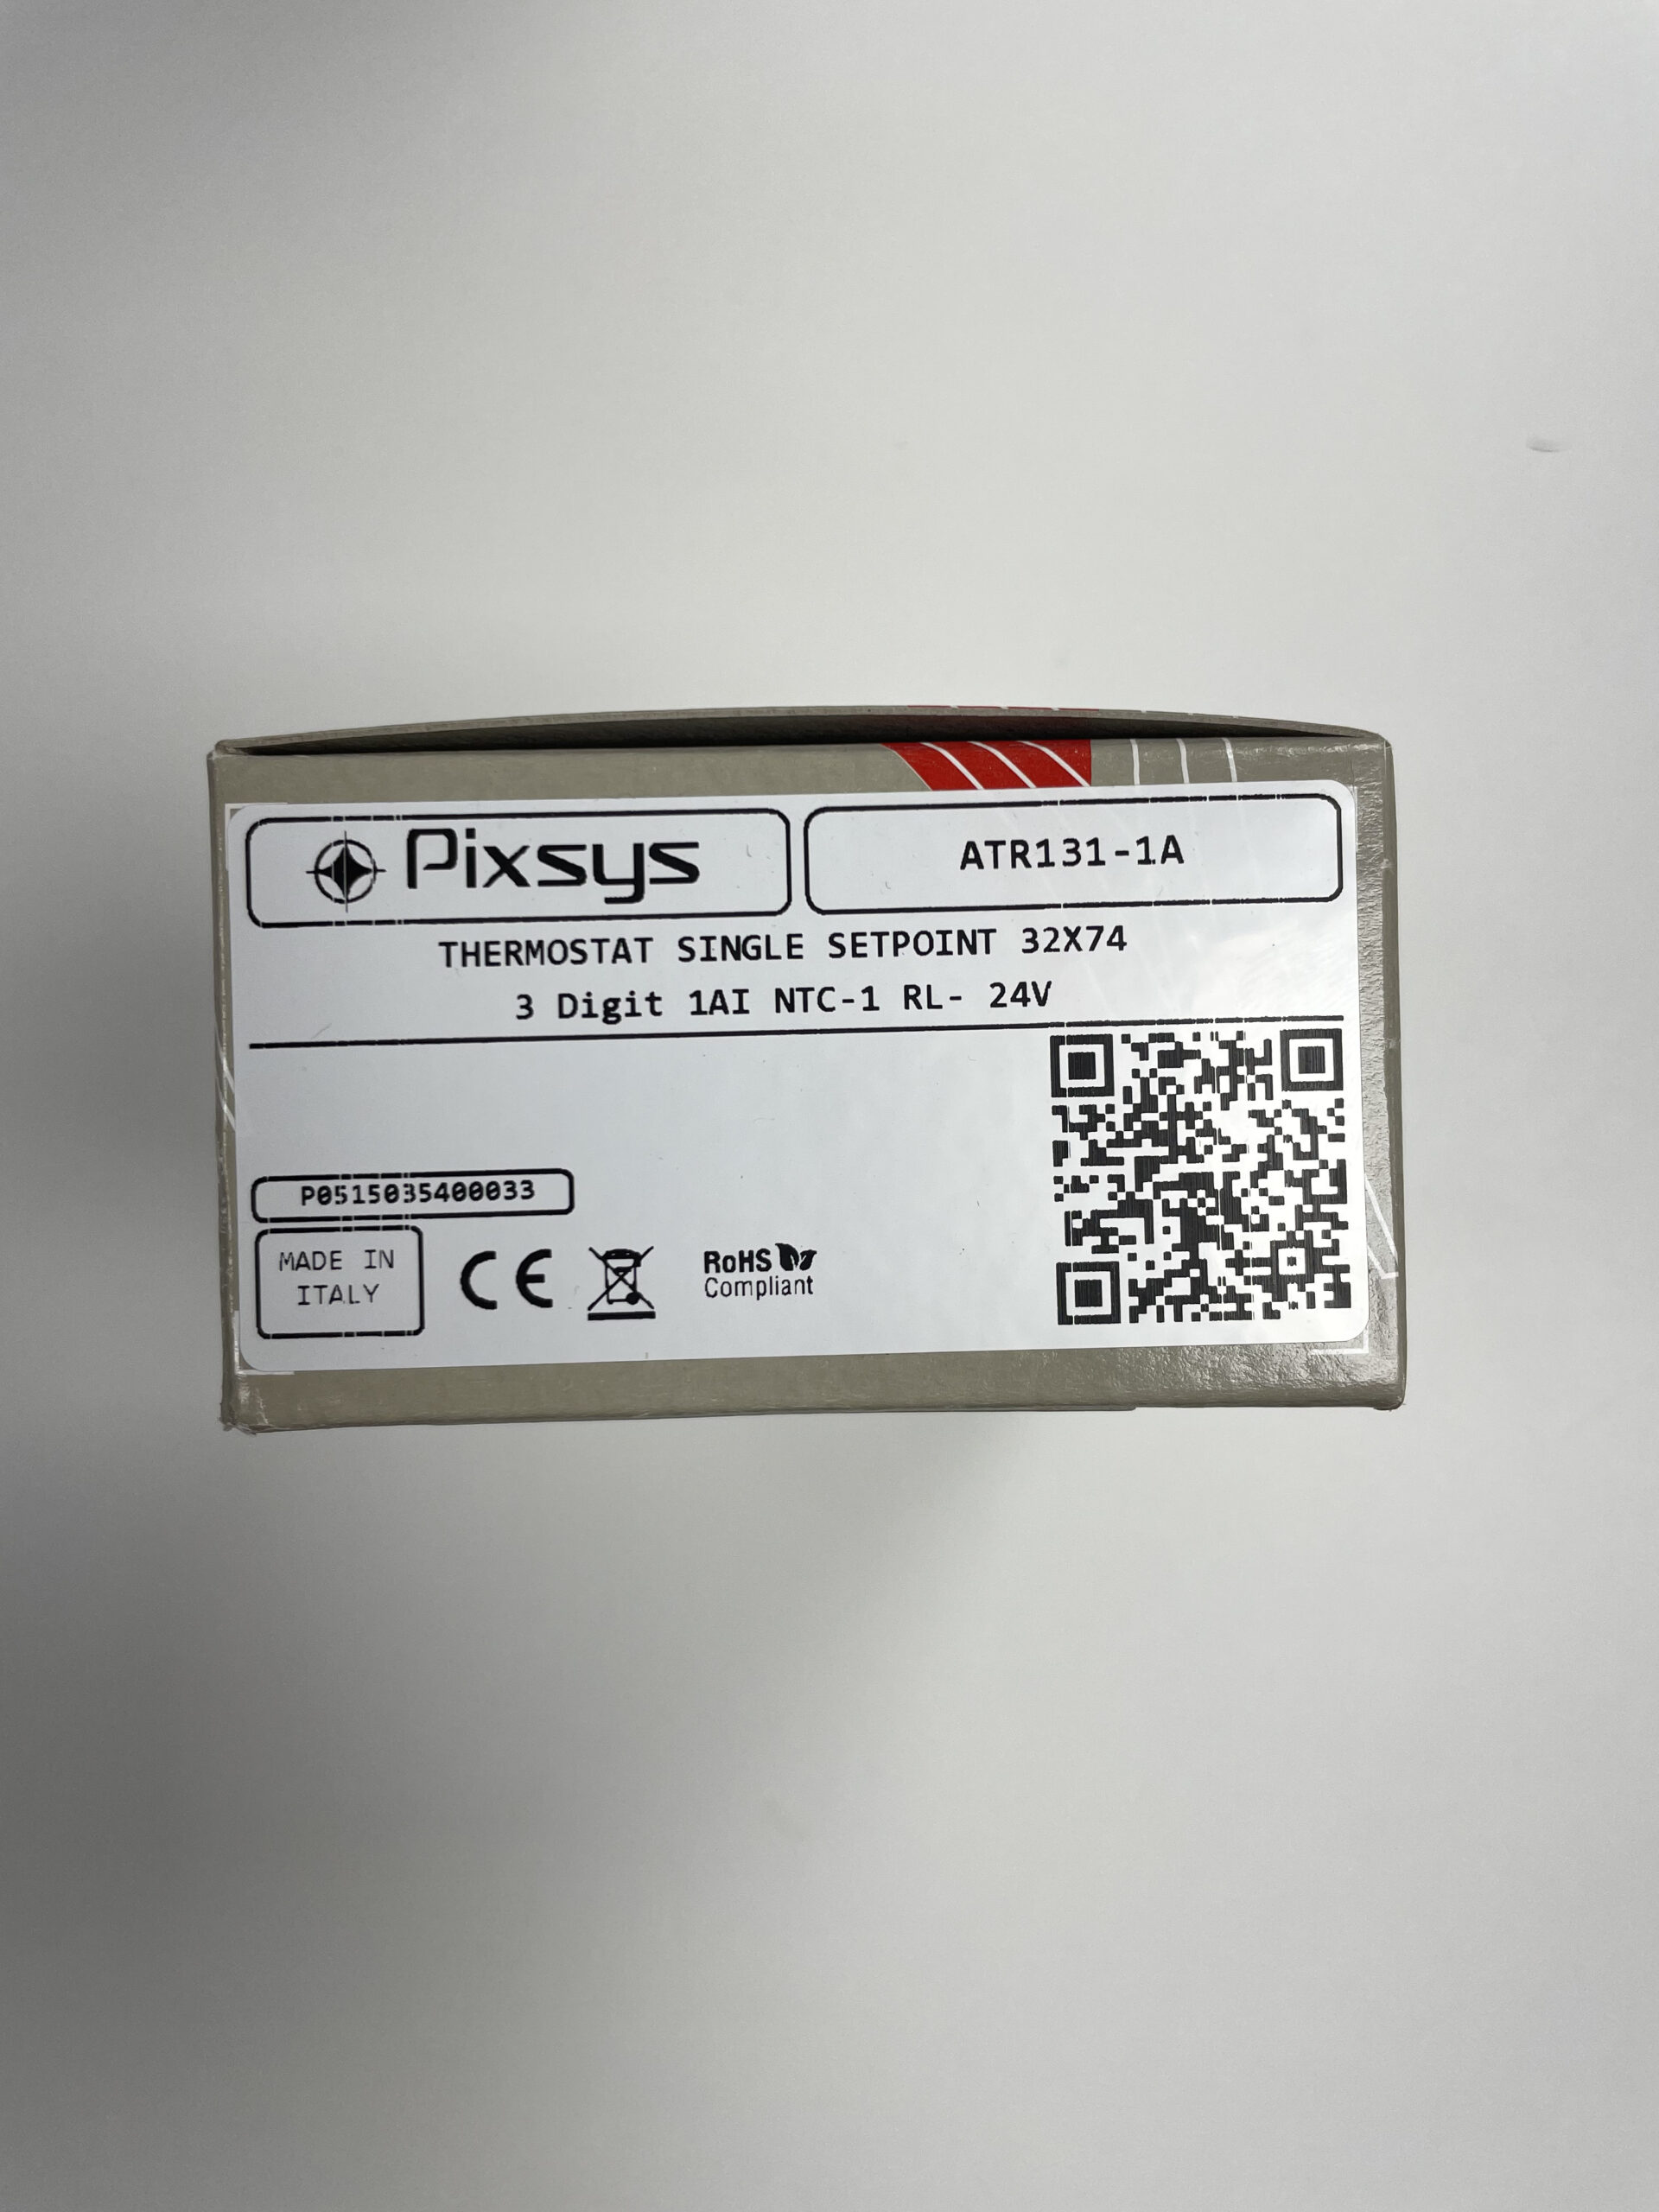 Pixsys
ATR131-1A
THERMOSTAT SINGLE SETPOINT 32X74
3 Digit 1AI NTC-1 RL- 24V
P0515035400033
MADE IN
ITALY
CE
RoHS
Compliant